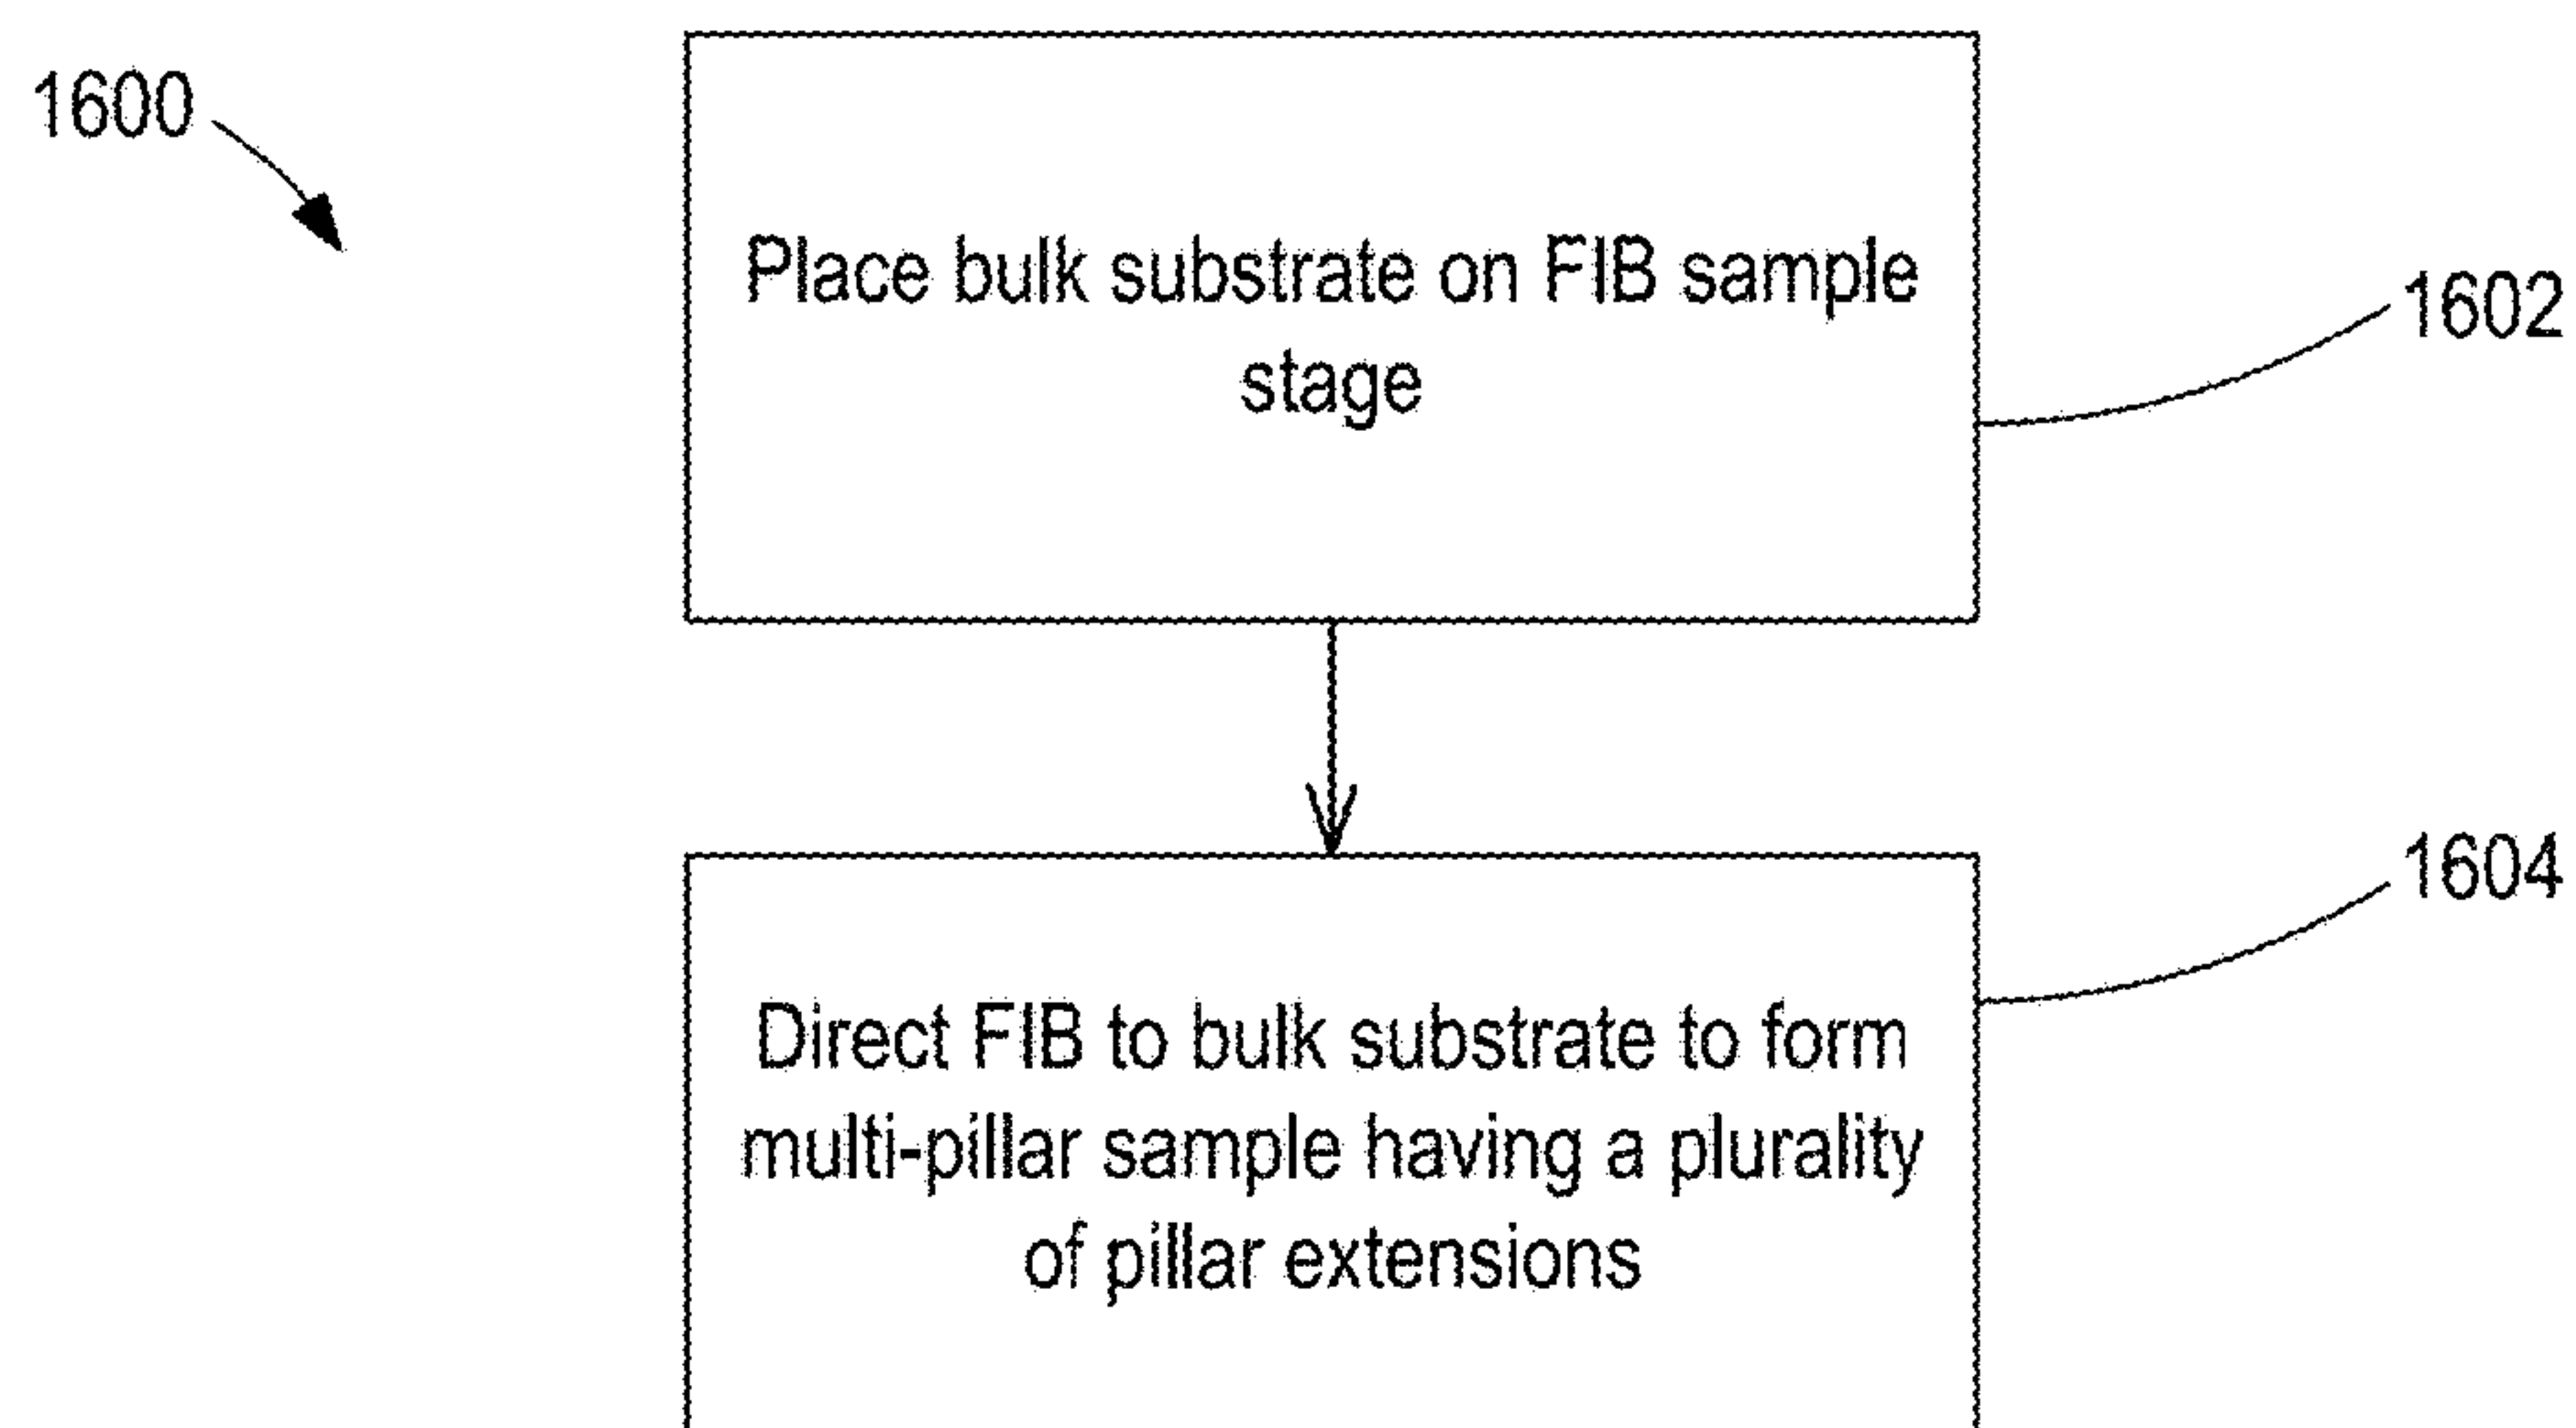 1600
Place bulk substrate on FIB sample
stage
1602
1604
Direct FIB to bulk substrate to form
multi-pillar sample having a plurality
of pillar extensions